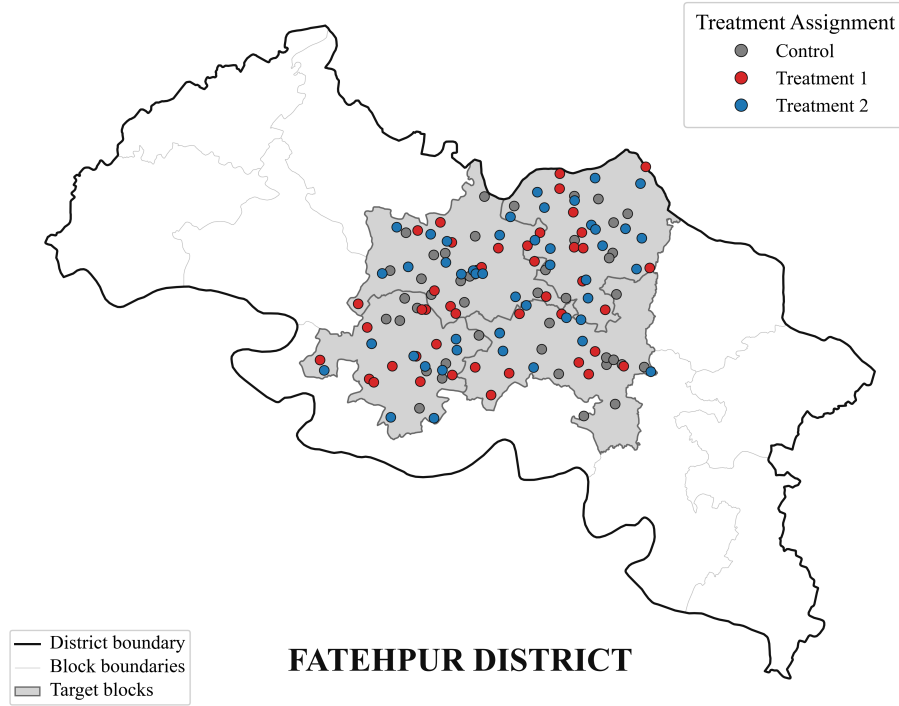 Treatment Assignment
Control
Treatment 1
Treatment 2
District boundary
Block boundaries
Target blocks
FATEHPUR DISTRICT